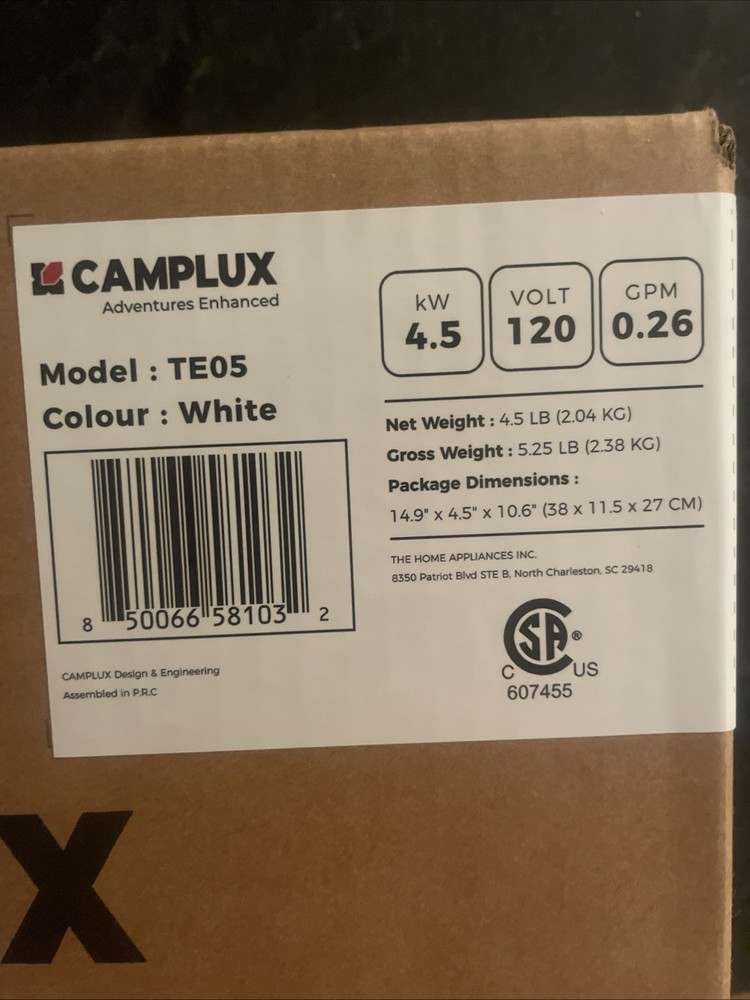 CAMPLUX
Adventures Enhanced
Model : TE05
Colour : White
8 50066 58103 2
CAMPLUX Design & Engineering
Assembled in P.R.C
kW
4.5
VOLT
120
GPM
0.26
Net Weight : 4.5 LB (2.04 KG)
Gross Weight : 5.25 LB (2.38 KG)
Package Dimensions :
14.9" x 4.5" x 10.6" (38 x 11.5 x 27 CM)
THE HOME APPLIANCES INC.
8350 Patriot Blvd STE B, North Charleston, SC 29418
CSA®
C US
607455
X